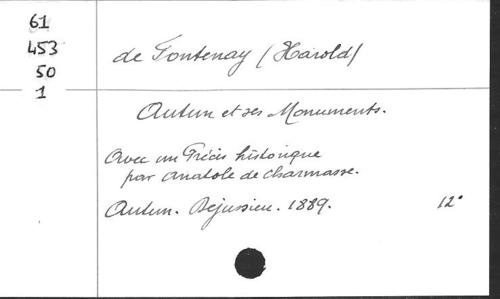 61
453
50
1
de Fontenay (Harold)
Autun et ses Monuments.
Avec un Précis historique
par Anatole de Charmasse.
Autun. Dejussieu. 1889. 12°